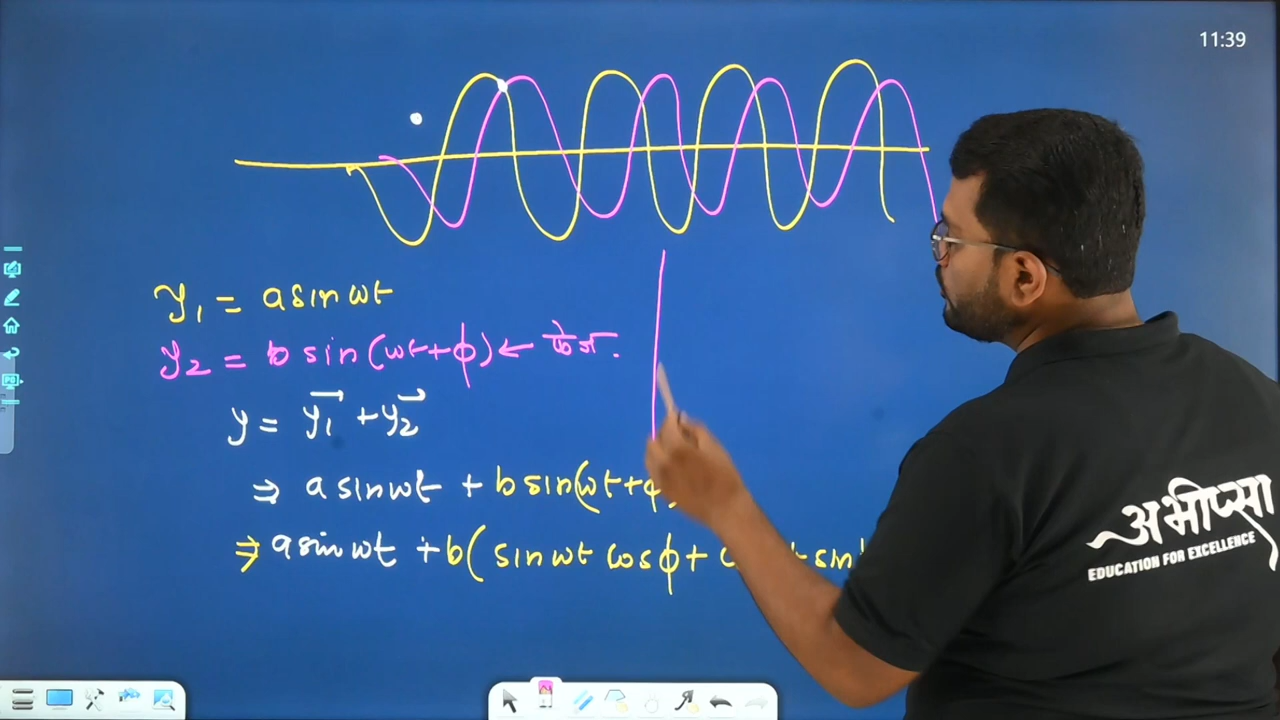 11:39
y₁ = a sin ωt
y₂ = b sin (ωt+ϕ) ←
y = y₁ + y₂
⇒ a sin ωt + b sin(ωt+ϕ)
⇒ a sin ωt + b( sin ωt cos ϕ +
अभीप्सा
EDUCATION FOR EXCELLENCE